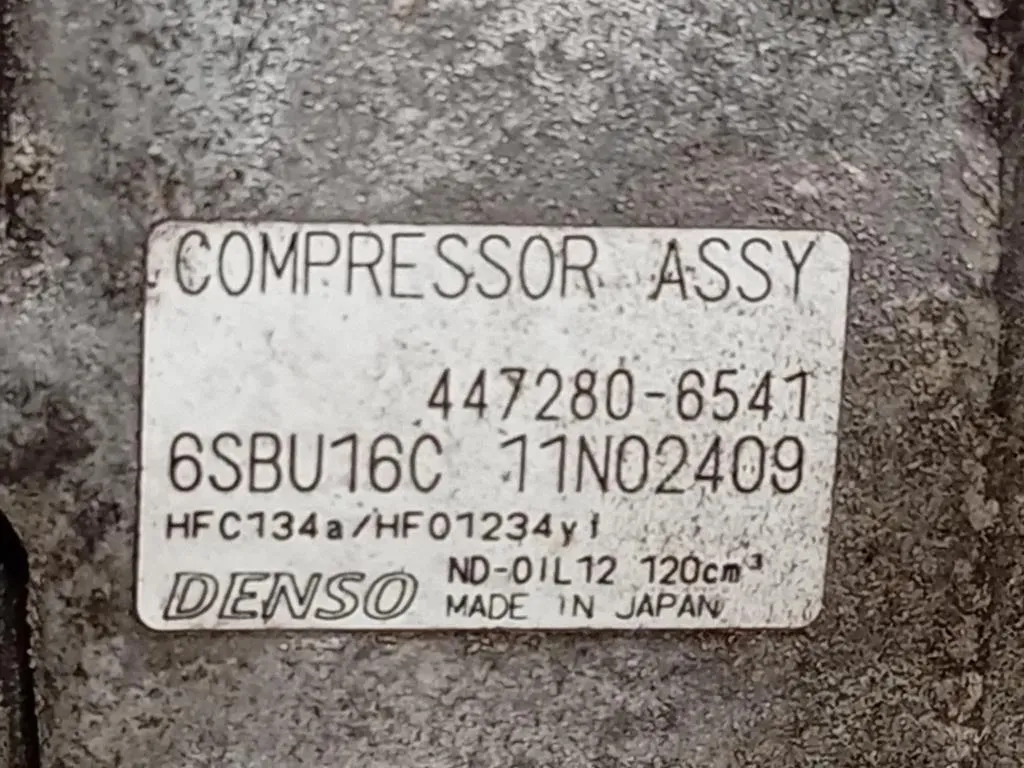 COMPRESSOR ASSY
447280-6541
6SBU16C 11N02409
HFC134a/HFO1234yf
DENSO ND-OIL12 120cm³
MADE IN JAPAN